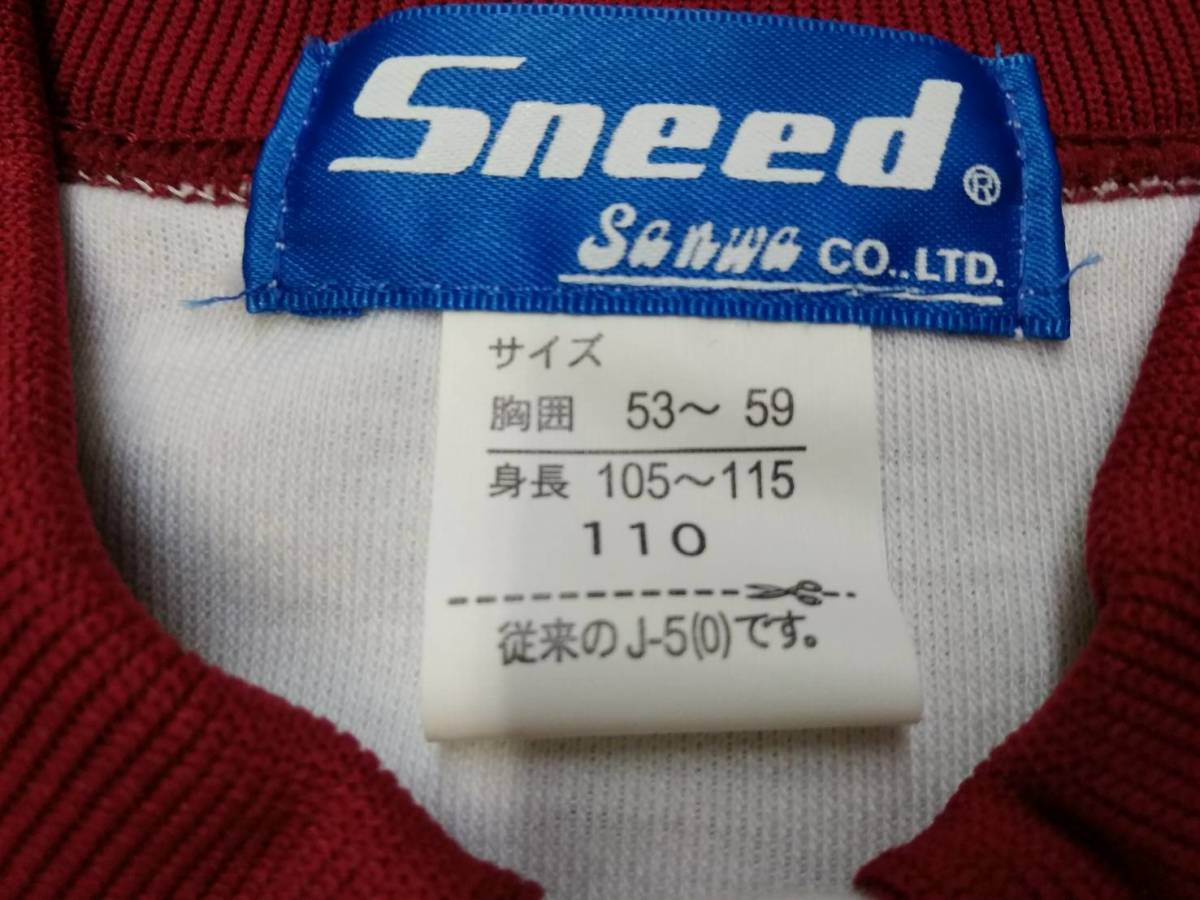 Sneed®
Sanwa CO.,LTD.
サイズ
胸囲 53〜 59
身長 105〜115
110
従来のJ-5(0)です。